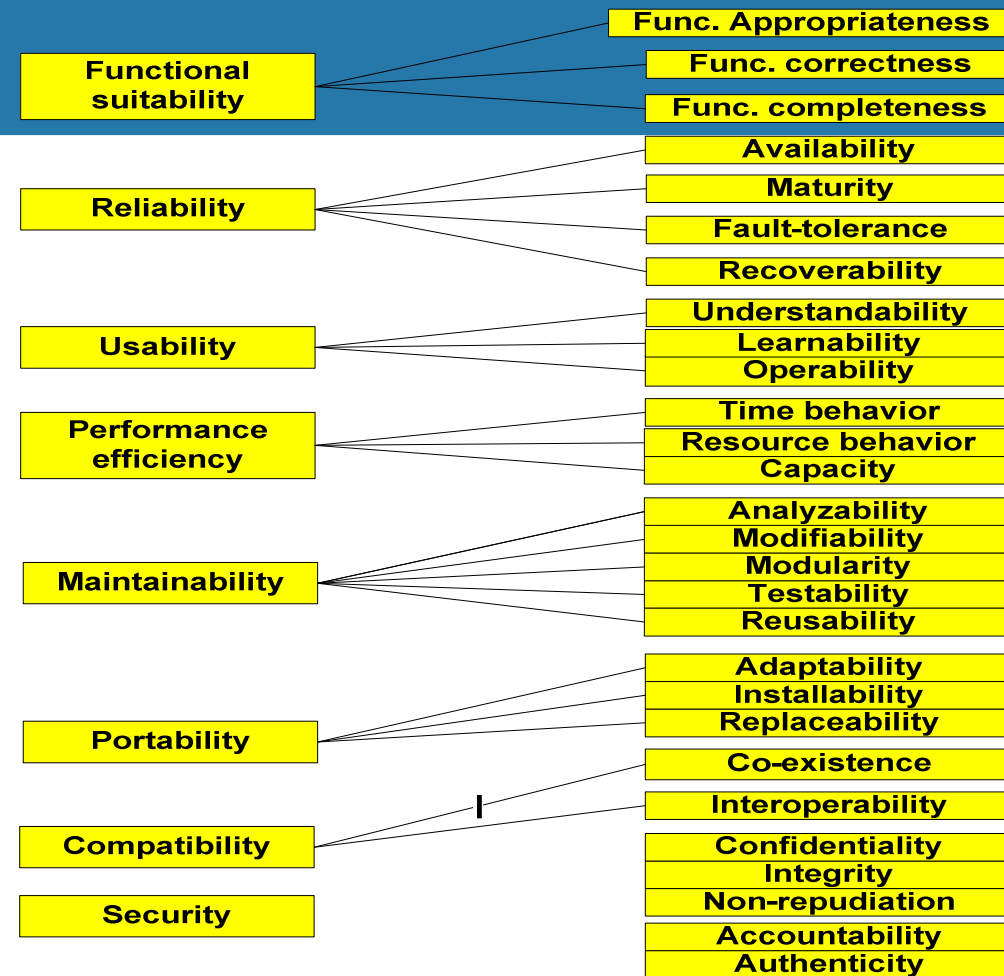 Functional
suitability
Func. Appropriateness
Func. correctness
Func. completeness
Reliability
Availability
Maturity
Fault-tolerance
Recoverability
Usability
Understandability
Learnability
Operability
Performance
efficiency
Time behavior
Resource behavior
Capacity
Maintainability
Analyzability
Modifiability
Modularity
Testability
Reusability
Portability
Adaptability
Installability
Replaceability
Compatibility
I
Co-existence
Interoperability
Security
Confidentiality
Integrity
Non-repudiation
Accountability
Authenticity